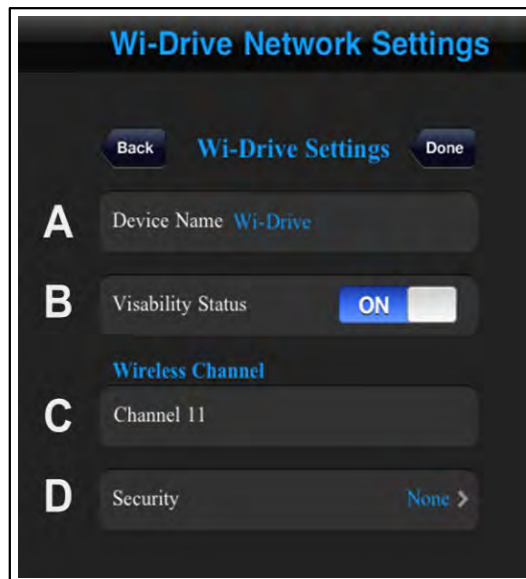 Wi-Drive Network Settings
Back Wi-Drive Settings Done
A Device Name Wi-Drive
B Visability Status ON
Wireless Channel
C Channel 11
D Security None >